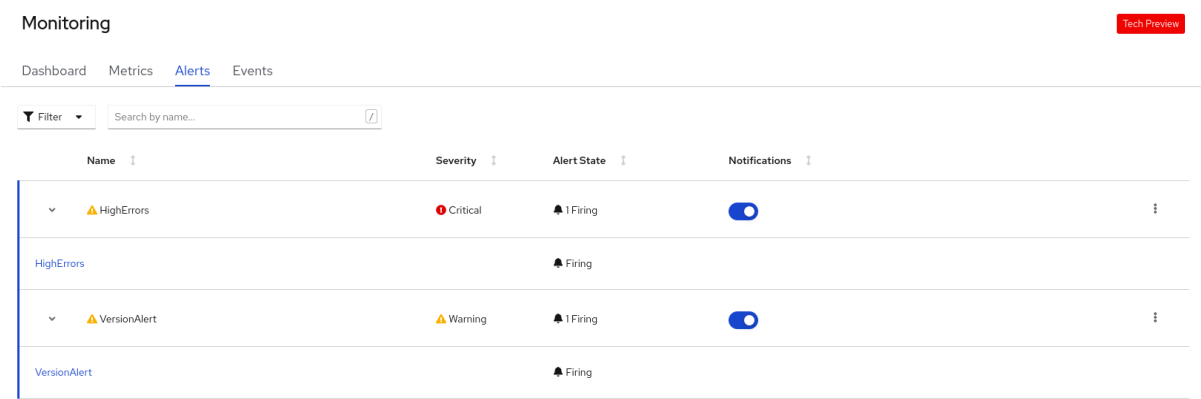 Monitoring
Tech Preview
Dashboard Metrics Alerts Events
Filter Search by name... /
Name Severity Alert State Notifications
HighErrors Critical 1 Firing
HighErrors Firing
VersionAlert Warning 1 Firing
VersionAlert Firing